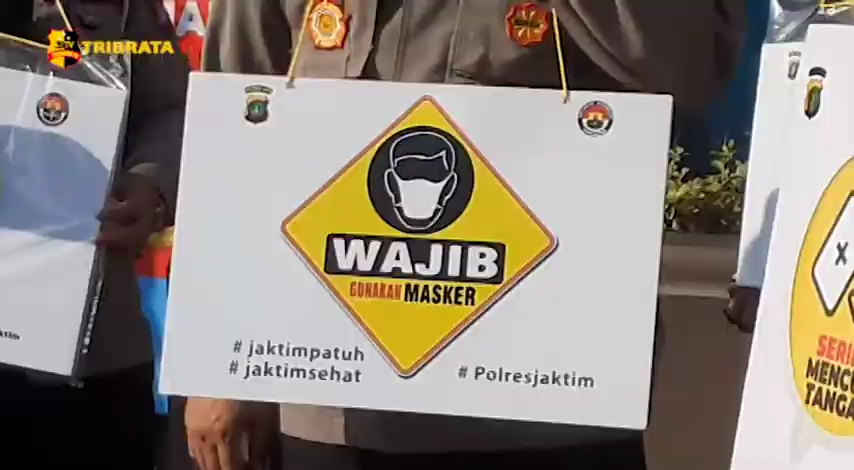 TRIBRATA
WAJIB
GUNAKAN MASKER
# jaktimpatuh
# jaktimsehat
# Polresjaktim
SERI
MENCU
TANGA